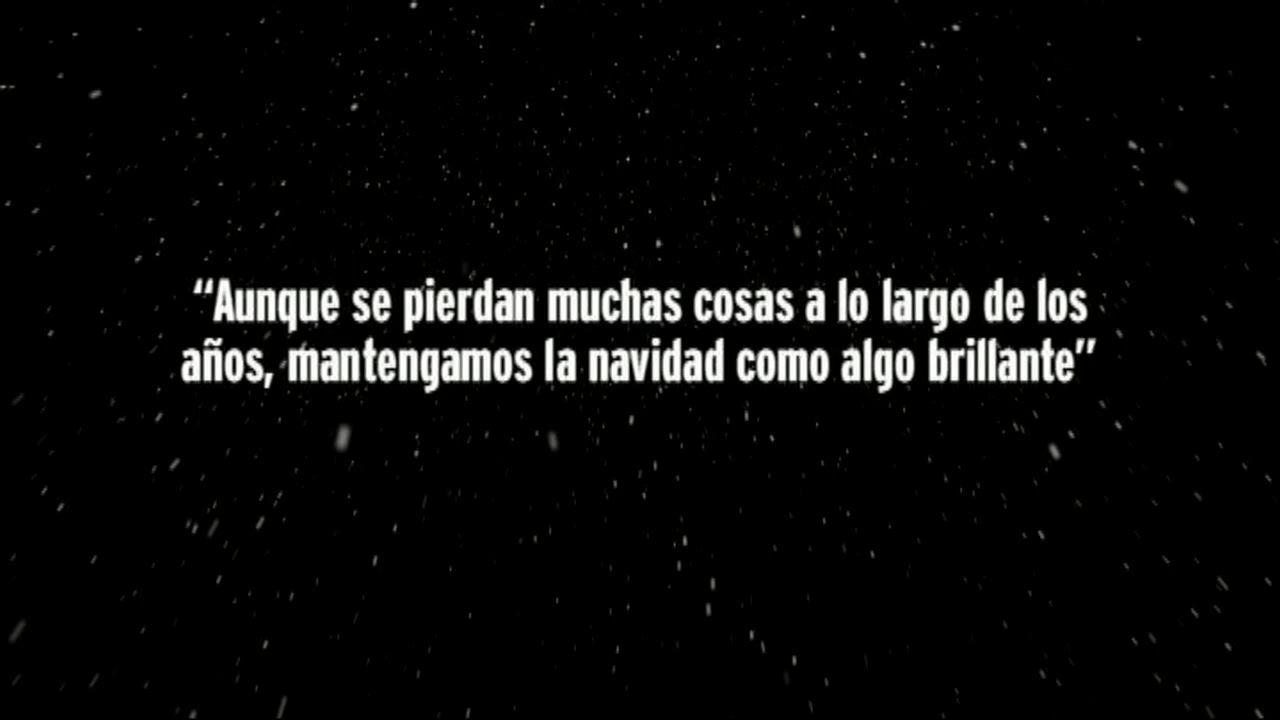 “Aunque se pierdan muchas cosas a lo largo de los
años, mantengamos la navidad como algo brillante”